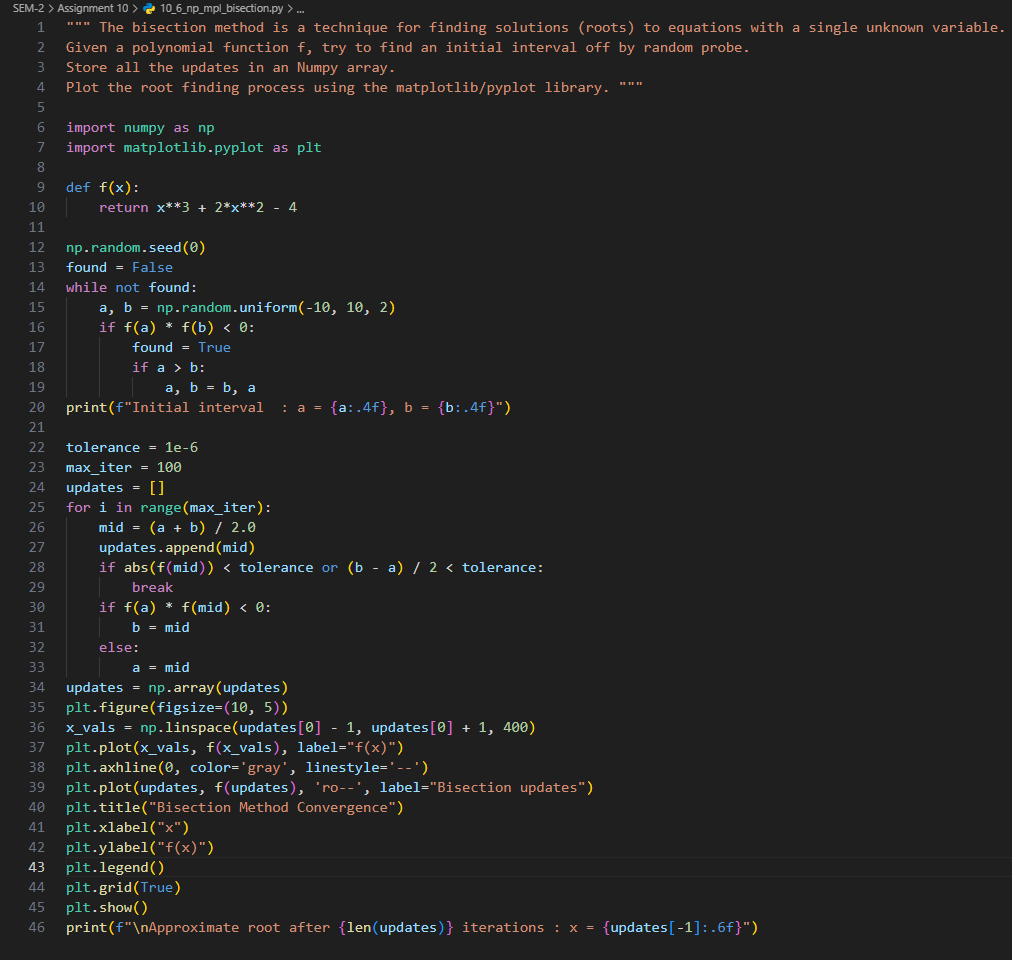 SEM-2 > Assignment 10 > 10_6_np_mpl_bisection.py > ...
1 """ The bisection method is a technique for finding solutions (roots) to equations with a single unknown variable.
2 Given a polynomial function f, try to find an initial interval off by random probe.
3 Store all the updates in an Numpy array.
4 Plot the root finding process using the matplotlib/pyplot library. """
5
6 import numpy as np
7 import matplotlib.pyplot as plt
8
9 def f(x):
10     return x**3 + 2*x**2 - 4
11
12 np.random.seed(0)
13 found = False
14 while not found:
15     a, b = np.random.uniform(-10, 10, 2)
16     if f(a) * f(b) < 0:
17         found = True
18         if a > b:
19             a, b = b, a
20 print(f"Initial interval  : a = {a:.4f}, b = {b:.4f}")
21
22 tolerance = 1e-6
23 max_iter = 100
24 updates = []
25 for i in range(max_iter):
26     mid = (a + b) / 2.0
27     updates.append(mid)
28     if abs(f(mid)) < tolerance or (b - a) / 2 < tolerance:
29         break
30     if f(a) * f(mid) < 0:
31         b = mid
32     else:
33         a = mid
34 updates = np.array(updates)
35 plt.figure(figsize=(10, 5))
36 x_vals = np.linspace(updates[0] - 1, updates[0] + 1, 400)
37 plt.plot(x_vals, f(x_vals), label="f(x)")
38 plt.axhline(0, color='gray', linestyle='--')
39 plt.plot(updates, f(updates), 'ro--', label="Bisection updates")
40 plt.title("Bisection Method Convergence")
41 plt.xlabel("x")
42 plt.ylabel("f(x)")
43 plt.legend()
44 plt.grid(True)
45 plt.show()
46 print(f"\nApproximate root after {len(updates)} iterations : x = {updates[-1]:.6f}")